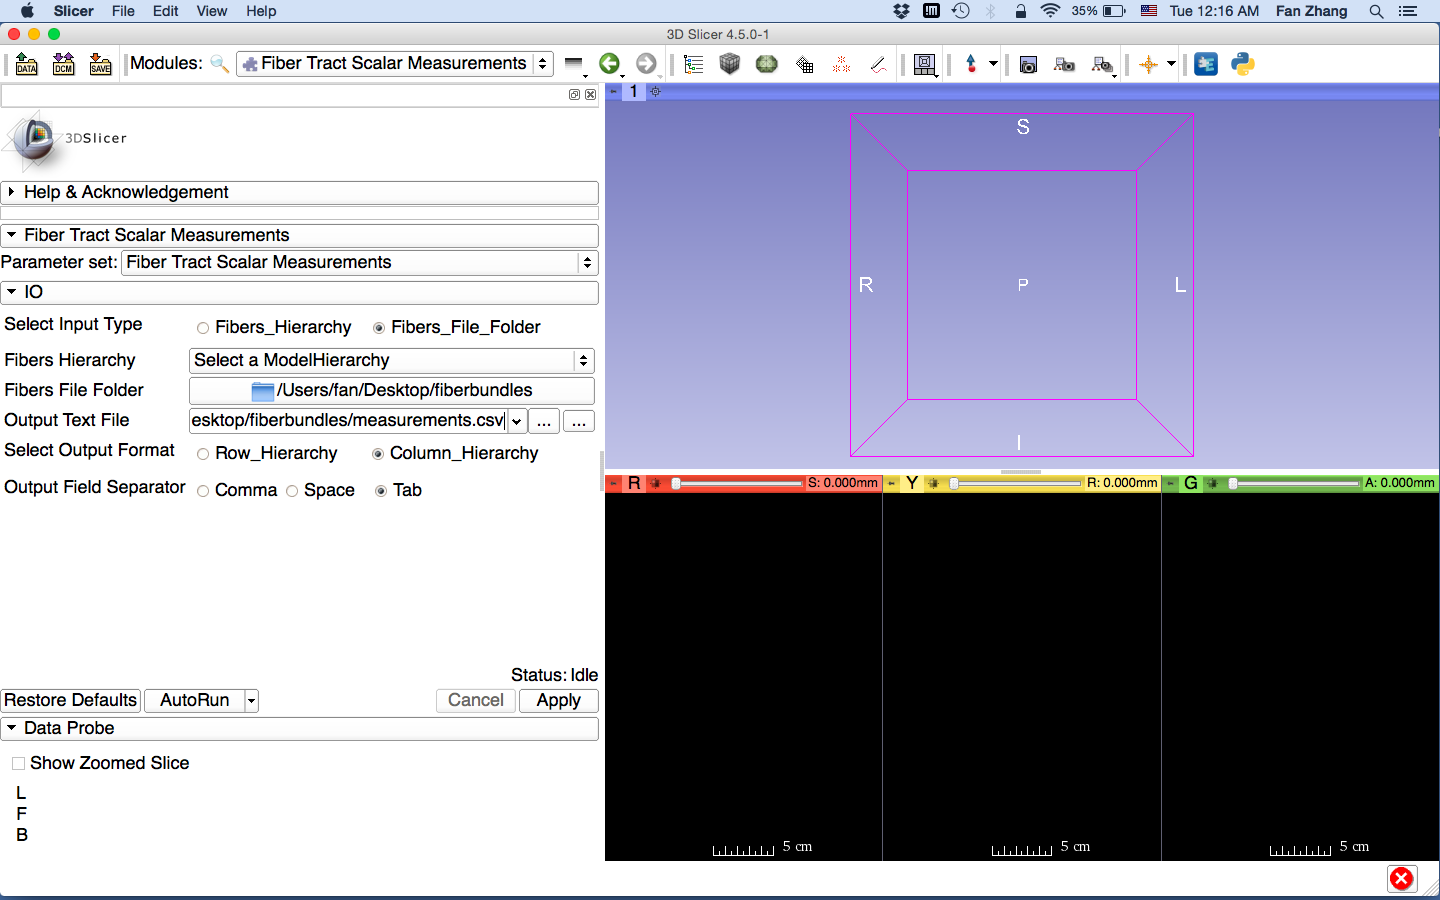 Slicer File Edit View Help 35% Tue 12:16 AM Fan Zhang
3D Slicer 4.5.0-1
DATA DCM SAVE Modules: Fiber Tract Scalar Measurements
1
3DSlicer
Help & Acknowledgement
Fiber Tract Scalar Measurements
Parameter set: Fiber Tract Scalar Measurements
IO
Select Input Type Fibers_Hierarchy Fibers_File_Folder
Fibers Hierarchy Select a ModelHierarchy
Fibers File Folder /Users/fan/Desktop/fiberbundles
Output Text File esktop/fiberbundles/measurements.csv ... ...
Select Output Format Row_Hierarchy Column_Hierarchy
Output Field Separator Comma Space Tab
Status: Idle
Restore Defaults AutoRun Cancel Apply
Data Probe
Show Zoomed Slice
L
F
B
S
R P L
I
R S: 0.000mm Y R: 0.000mm G A: 0.000mm
5 cm 5 cm 5 cm